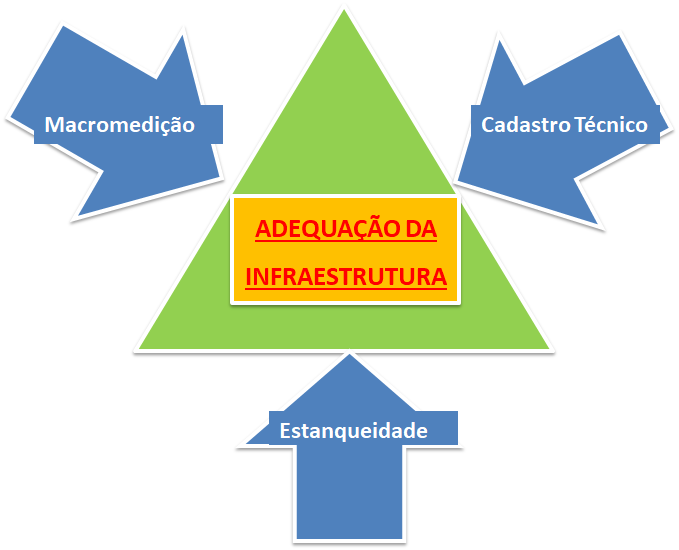 Macromedição
Cadastro Técnico
ADEQUAÇÃO DA
INFRAESTRUTURA
Estanqueidade